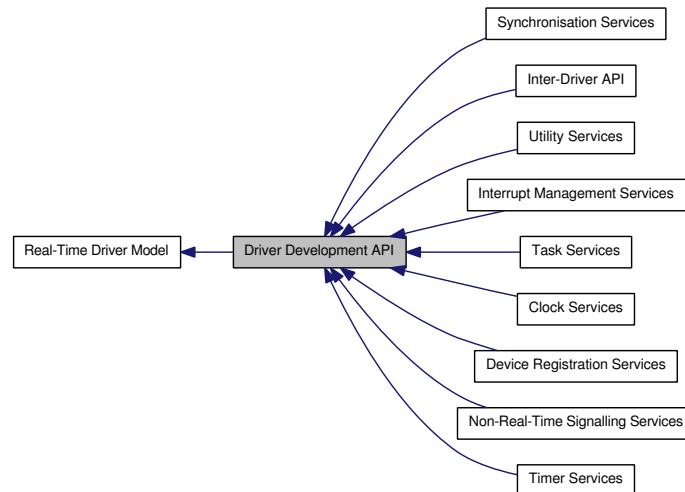 Synchronisation Services
Inter-Driver API
Utility Services
Interrupt Management Services
Real-Time Driver Model
Driver Development API
Task Services
Clock Services
Device Registration Services
Non-Real-Time Signalling Services
Timer Services